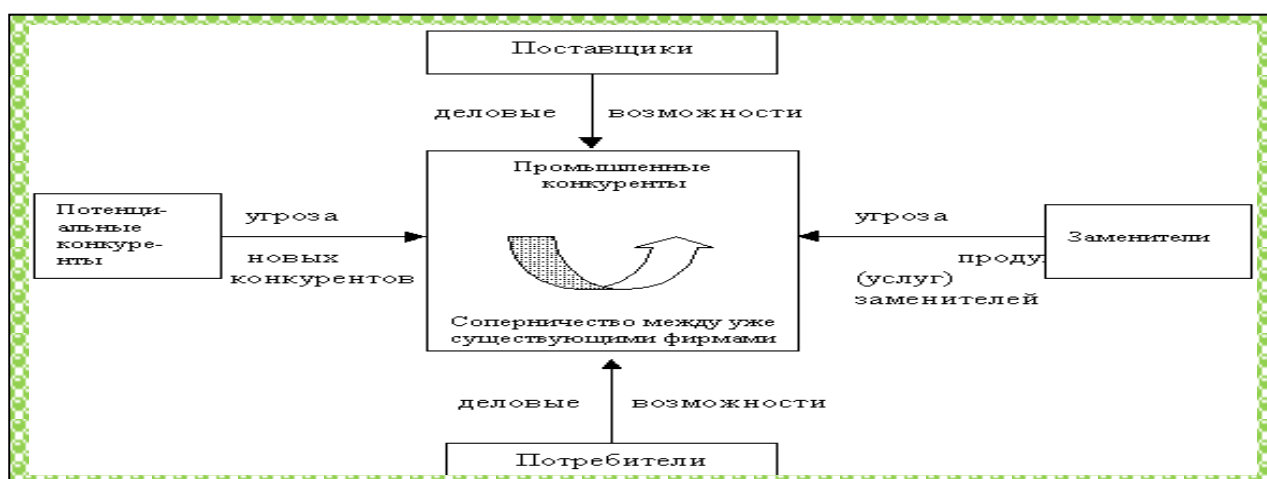 Поставщики
деловые возможности
Промышленные
конкуренты
Потенци-
альные
конкуре-
нты
угроза
новых
конкурентов
угроза
(услуг)
заменителей
Заменители
Соперничество между уже
существующими фирмами
деловые возможности
Потребители